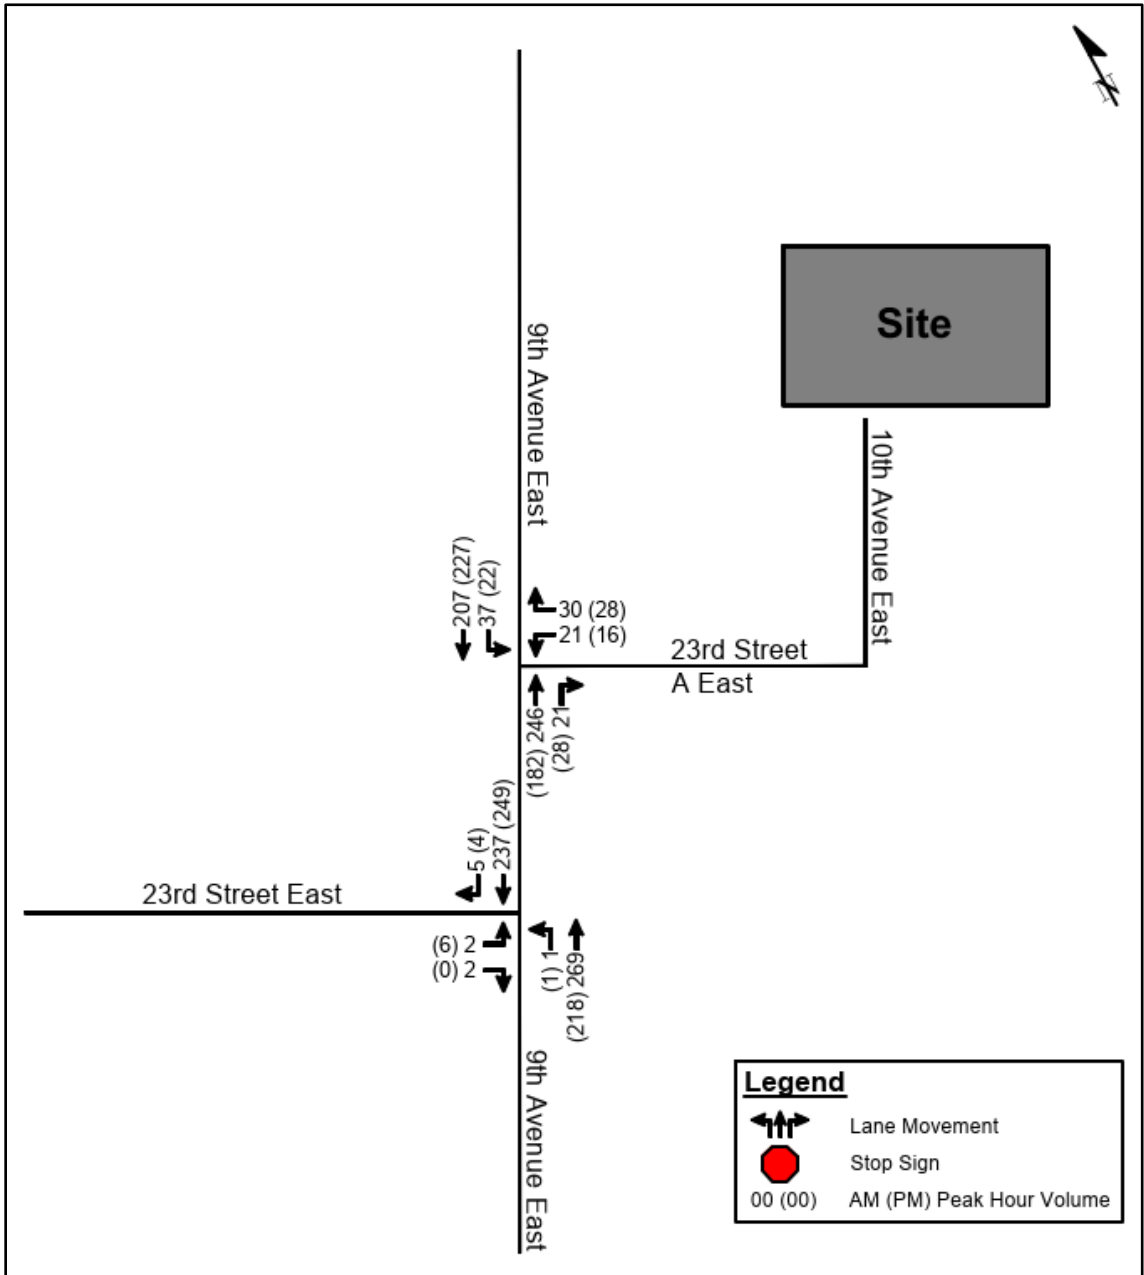 N
Site
9th Avenue East
10th Avenue East
207 (227)
37 (22)
30 (28)
21 (16)
23rd Street
A East
(182) 246
(28) 21
5 (4)
237 (249)
23rd Street East
(6) 2
(0) 2
1 (1)
(218) 269
9th Avenue East
Legend
Lane Movement
Stop Sign
00 (00) AM (PM) Peak Hour Volume